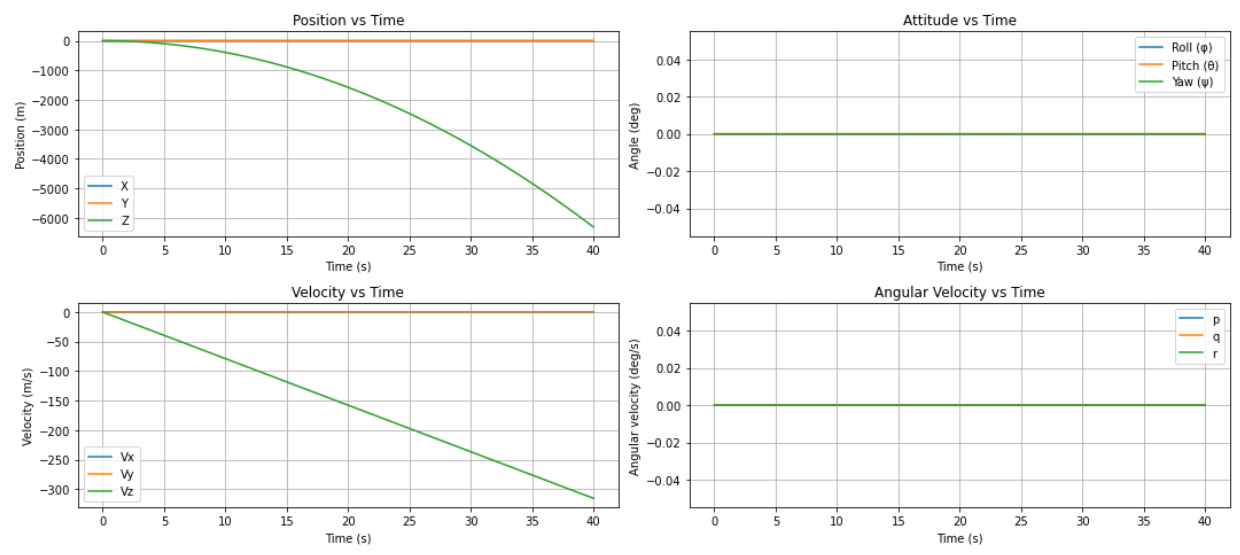 Position vs Time
Position (m)
0
−1000
−2000
−3000
−4000
−5000
−6000
X
Y
Z
0 5 10 15 20 25 30 35 40
Time (s)
Attitude vs Time
Angle (deg)
0.04
0.02
0.00
−0.02
−0.04
Roll (φ)
Pitch (θ)
Yaw (ψ)
0 5 10 15 20 25 30 35 40
Time (s)
Velocity vs Time
Velocity (m/s)
0
−50
−100
−150
−200
−250
−300
Vx
Vy
Vz
0 5 10 15 20 25 30 35 40
Time (s)
Angular Velocity vs Time
Angular velocity (deg/s)
0.04
0.02
0.00
−0.02
−0.04
p
q
r
0 5 10 15 20 25 30 35 40
Time (s)